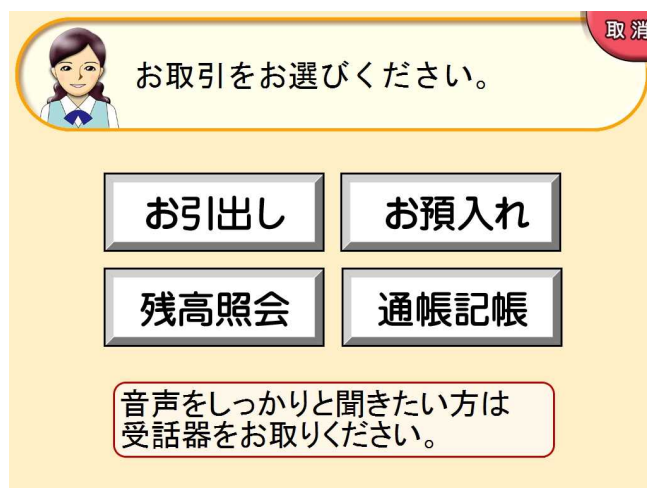 取消
お取引をお選びください。
お引出し
お預入れ
残高照会
通帳記帳
音声をしっかりと聞きたい方は
受話器をお取りください。